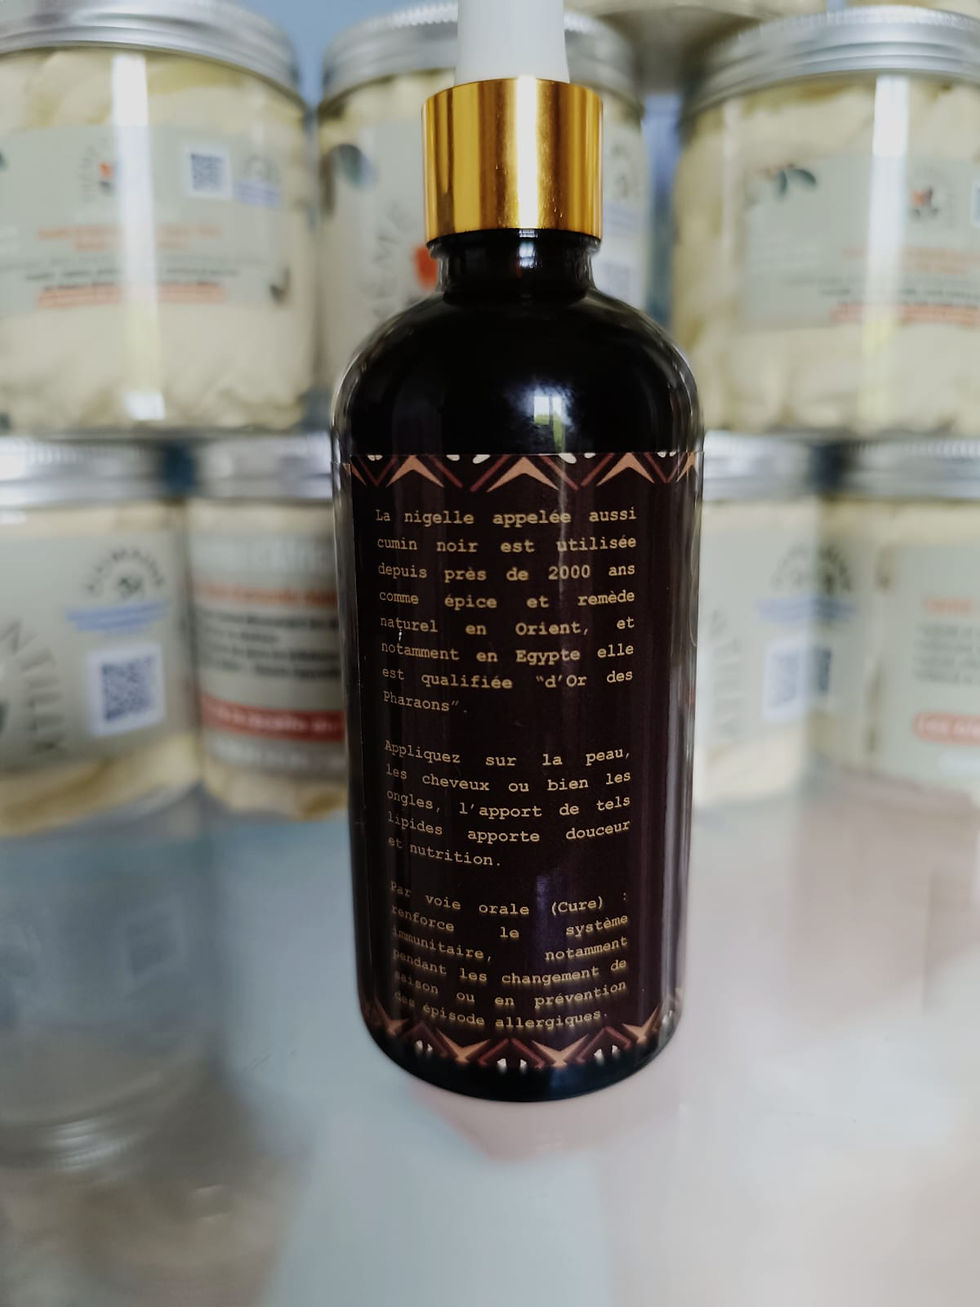 La nigelle appelée aussi
cumin noir est utilisée
depuis près de 2000 ans
comme épice et remède
naturel en Orient, et
notamment en Egypte elle
est qualifiée “d’Or des
Pharaons”.
Appliquez sur la peau,
les cheveux ou bien les
ongles, l’apport de tels
lipides apporte douceur
et nutrition.
Par voie orale (Cure) :
renforce le système
immunitaire, notamment
pendant les changement de
saison ou en prévention
des épisode allergiques.